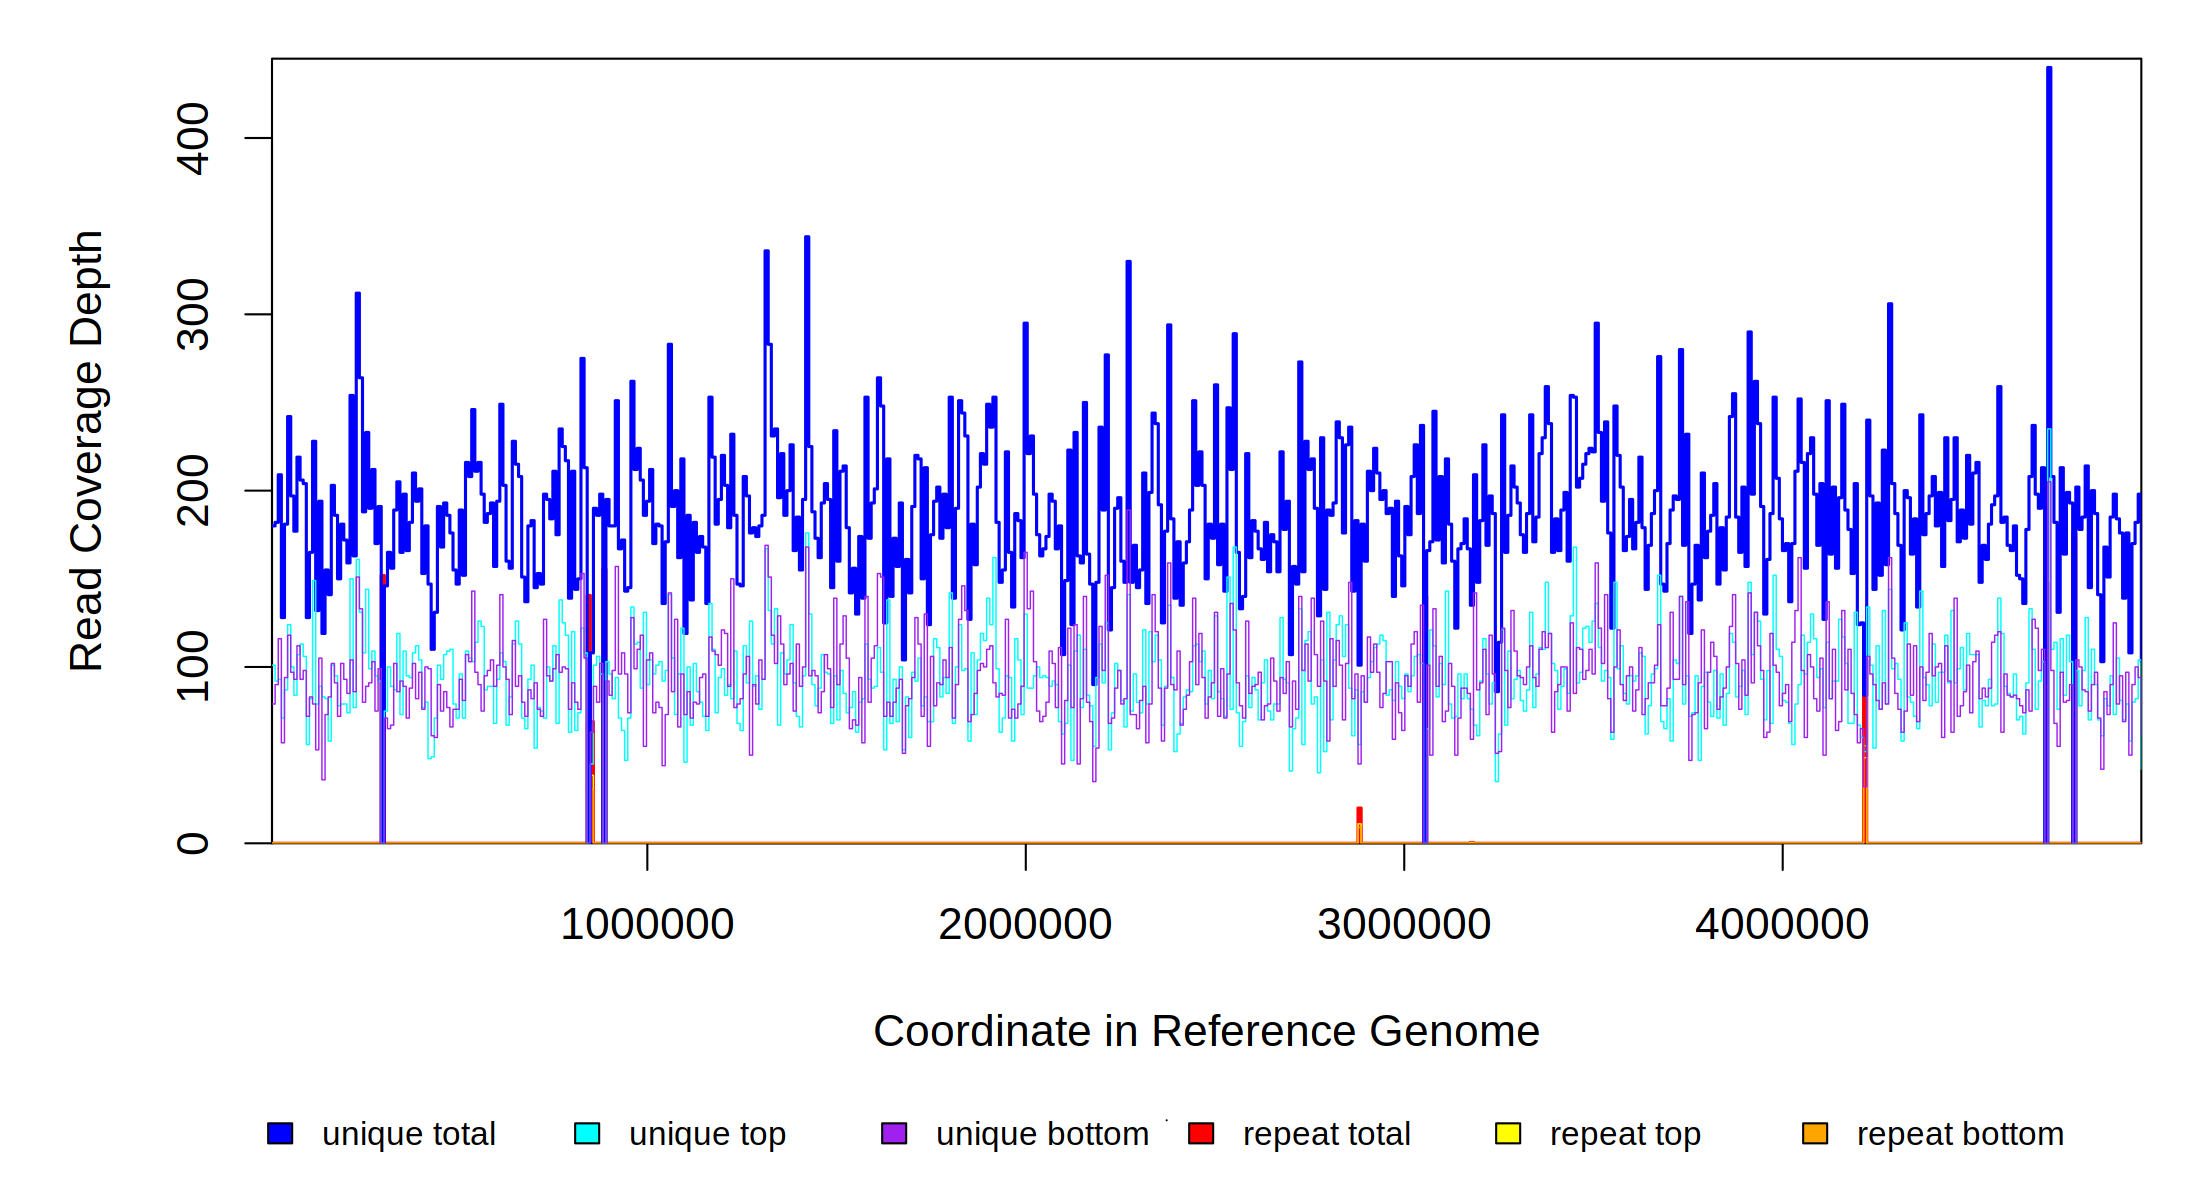 400
300
200
100
0
Read Coverage Depth
1000000 2000000 3000000 4000000
Coordinate in Reference Genome
unique total unique top unique bottom repeat total repeat top repeat bottom